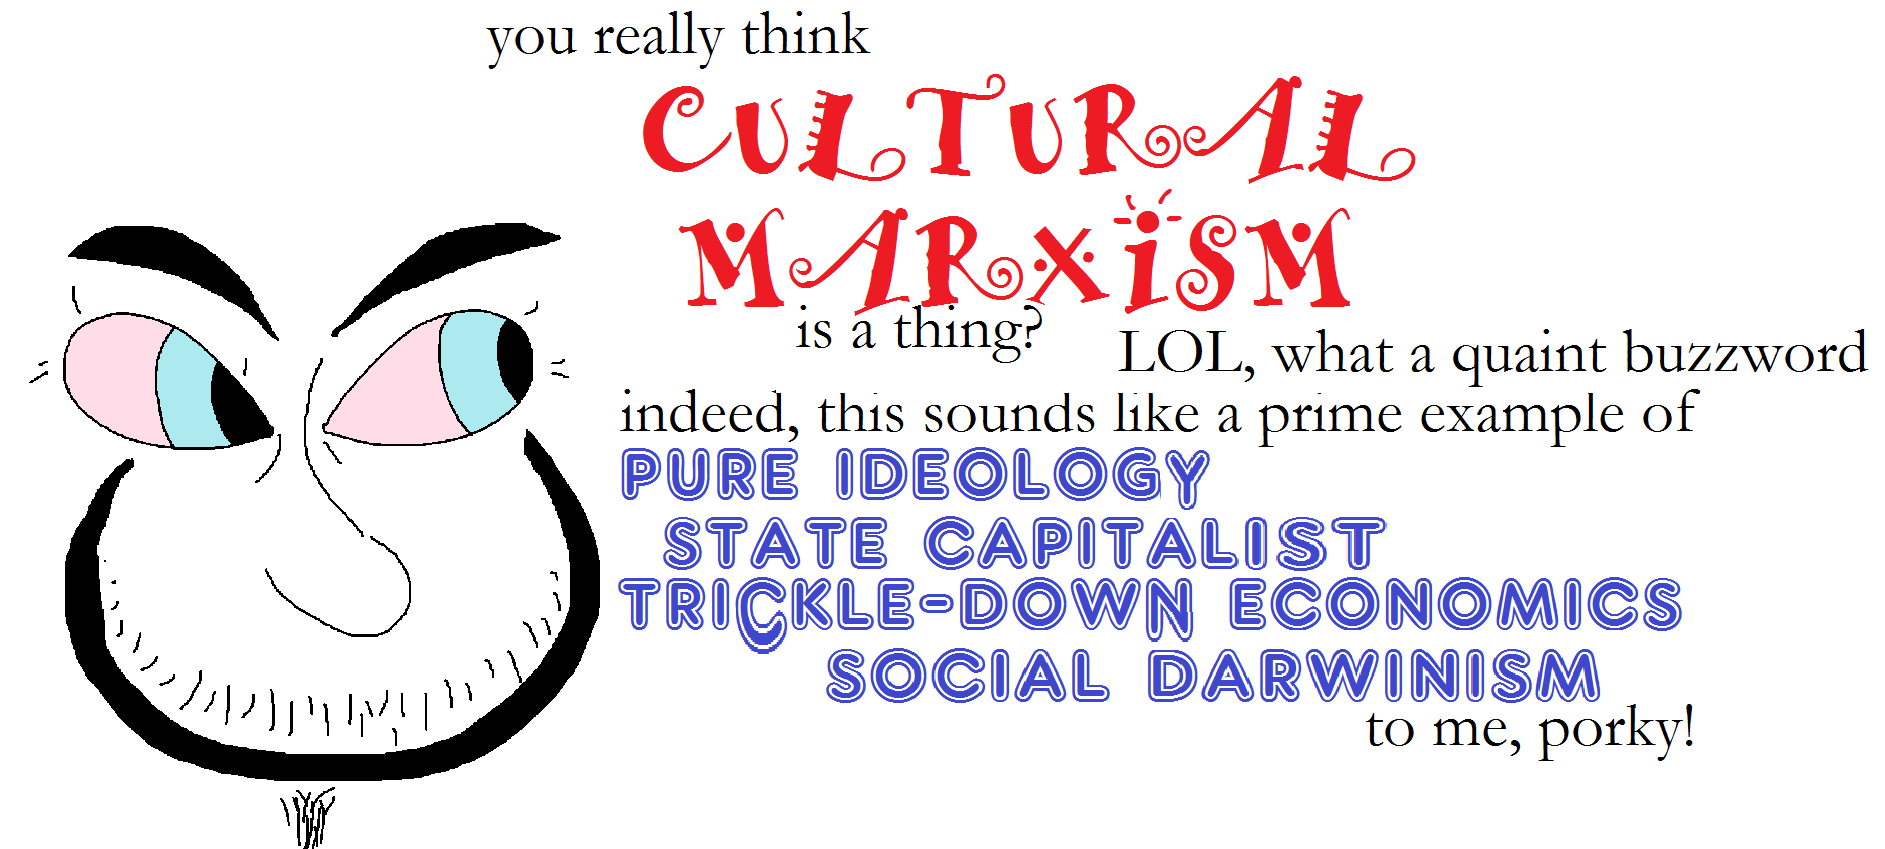 you really think
CULTURAL
MARXiSM
is a thing?
LOL, what a quaint buzzword
indeed, this sounds like a prime example of
PURE IDEOLOGY
STATE CAPITALIST
TRICKLE-DOWN ECONOMICS
SOCIAL DARWINISM
to me, porky!